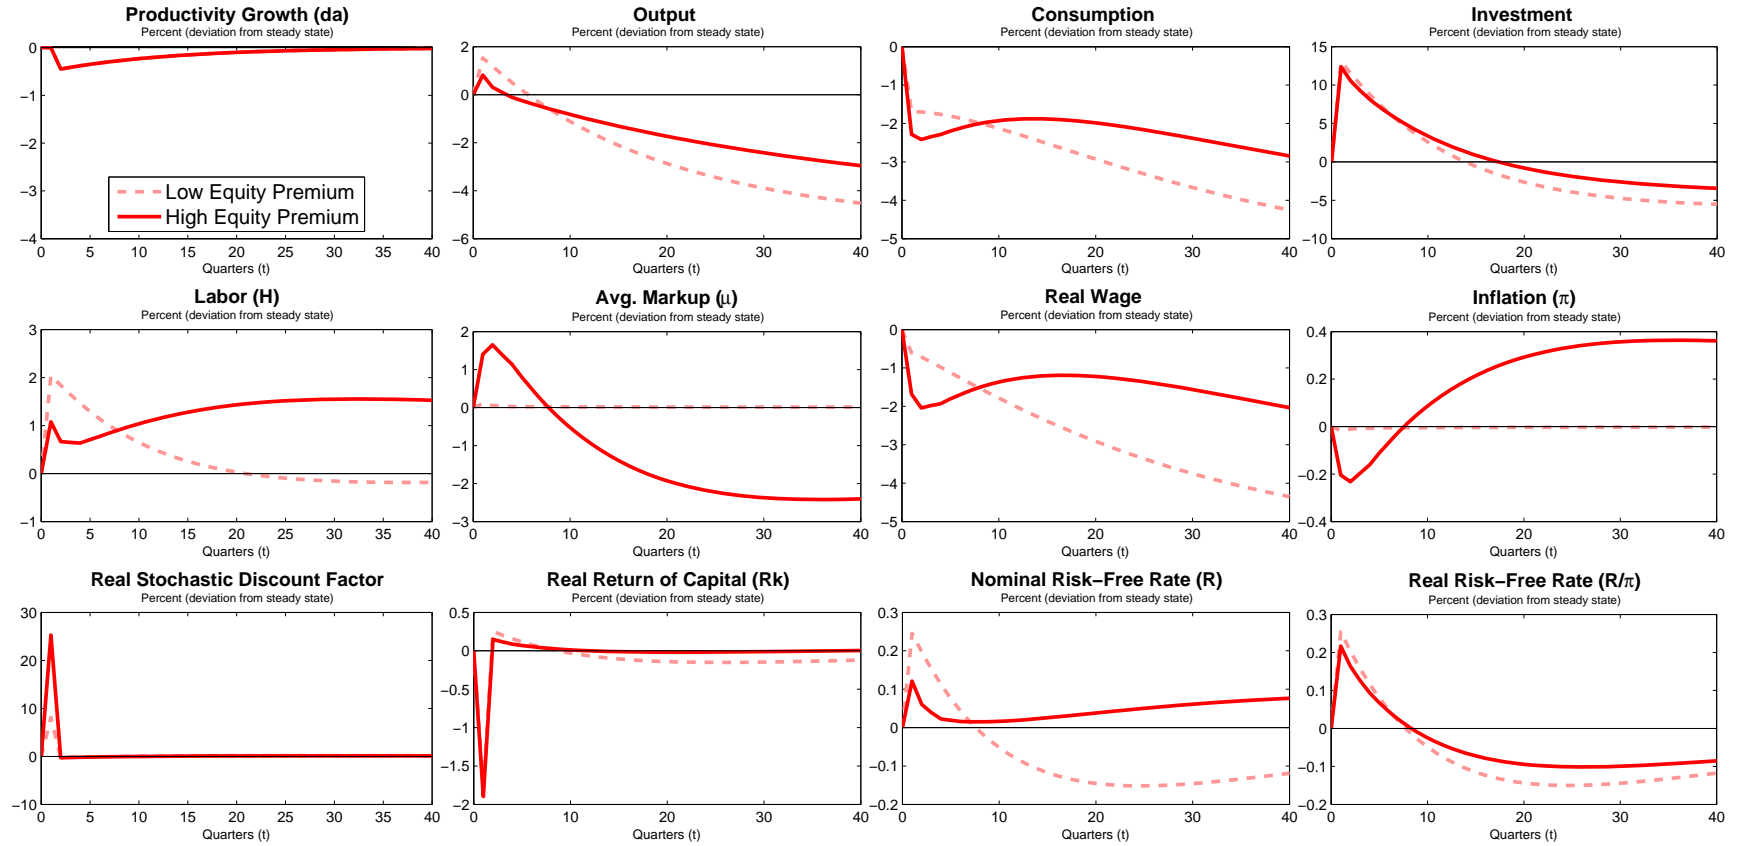 Productivity Growth (da)
Percent (deviation from steady state)
0
−1
−2
−3
−4
0 5 10 15 20 25 30 35 40
Quarters (t)
Low Equity Premium
High Equity Premium
Output
Percent (deviation from steady state)
2
0
−2
−4
−6
0 10 20 30 40
Quarters (t)
Consumption
Percent (deviation from steady state)
0
−1
−2
−3
−4
−5
0 10 20 30 40
Quarters (t)
Investment
Percent (deviation from steady state)
15
10
5
0
−5
−10
0 10 20 30 40
Quarters (t)
Labor (H)
Percent (deviation from steady state)
3
2
1
0
−1
0 5 10 15 20 25 30 35 40
Quarters (t)
Avg. Markup (μ)
Percent (deviation from steady state)
2
1
0
−1
−2
−3
0 10 20 30 40
Quarters (t)
Real Wage
Percent (deviation from steady state)
0
−1
−2
−3
−4
−5
0 10 20 30 40
Quarters (t)
Inflation (π)
Percent (deviation from steady state)
0.4
0.2
0
−0.2
−0.4
0 10 20 30 40
Quarters (t)
Real Stochastic Discount Factor
Percent (deviation from steady state)
30
20
10
0
−10
0 5 10 15 20 25 30 35 40
Quarters (t)
Real Return of Capital (Rk)
Percent (deviation from steady state)
0.5
0
−0.5
−1
−1.5
−2
0 10 20 30 40
Quarters (t)
Nominal Risk−Free Rate (R)
Percent (deviation from steady state)
0.3
0.2
0.1
0
−0.1
−0.2
0 10 20 30 40
Quarters (t)
Real Risk−Free Rate (R/π)
Percent (deviation from steady state)
0.3
0.2
0.1
0
−0.1
−0.2
0 10 20 30 40
Quarters (t)